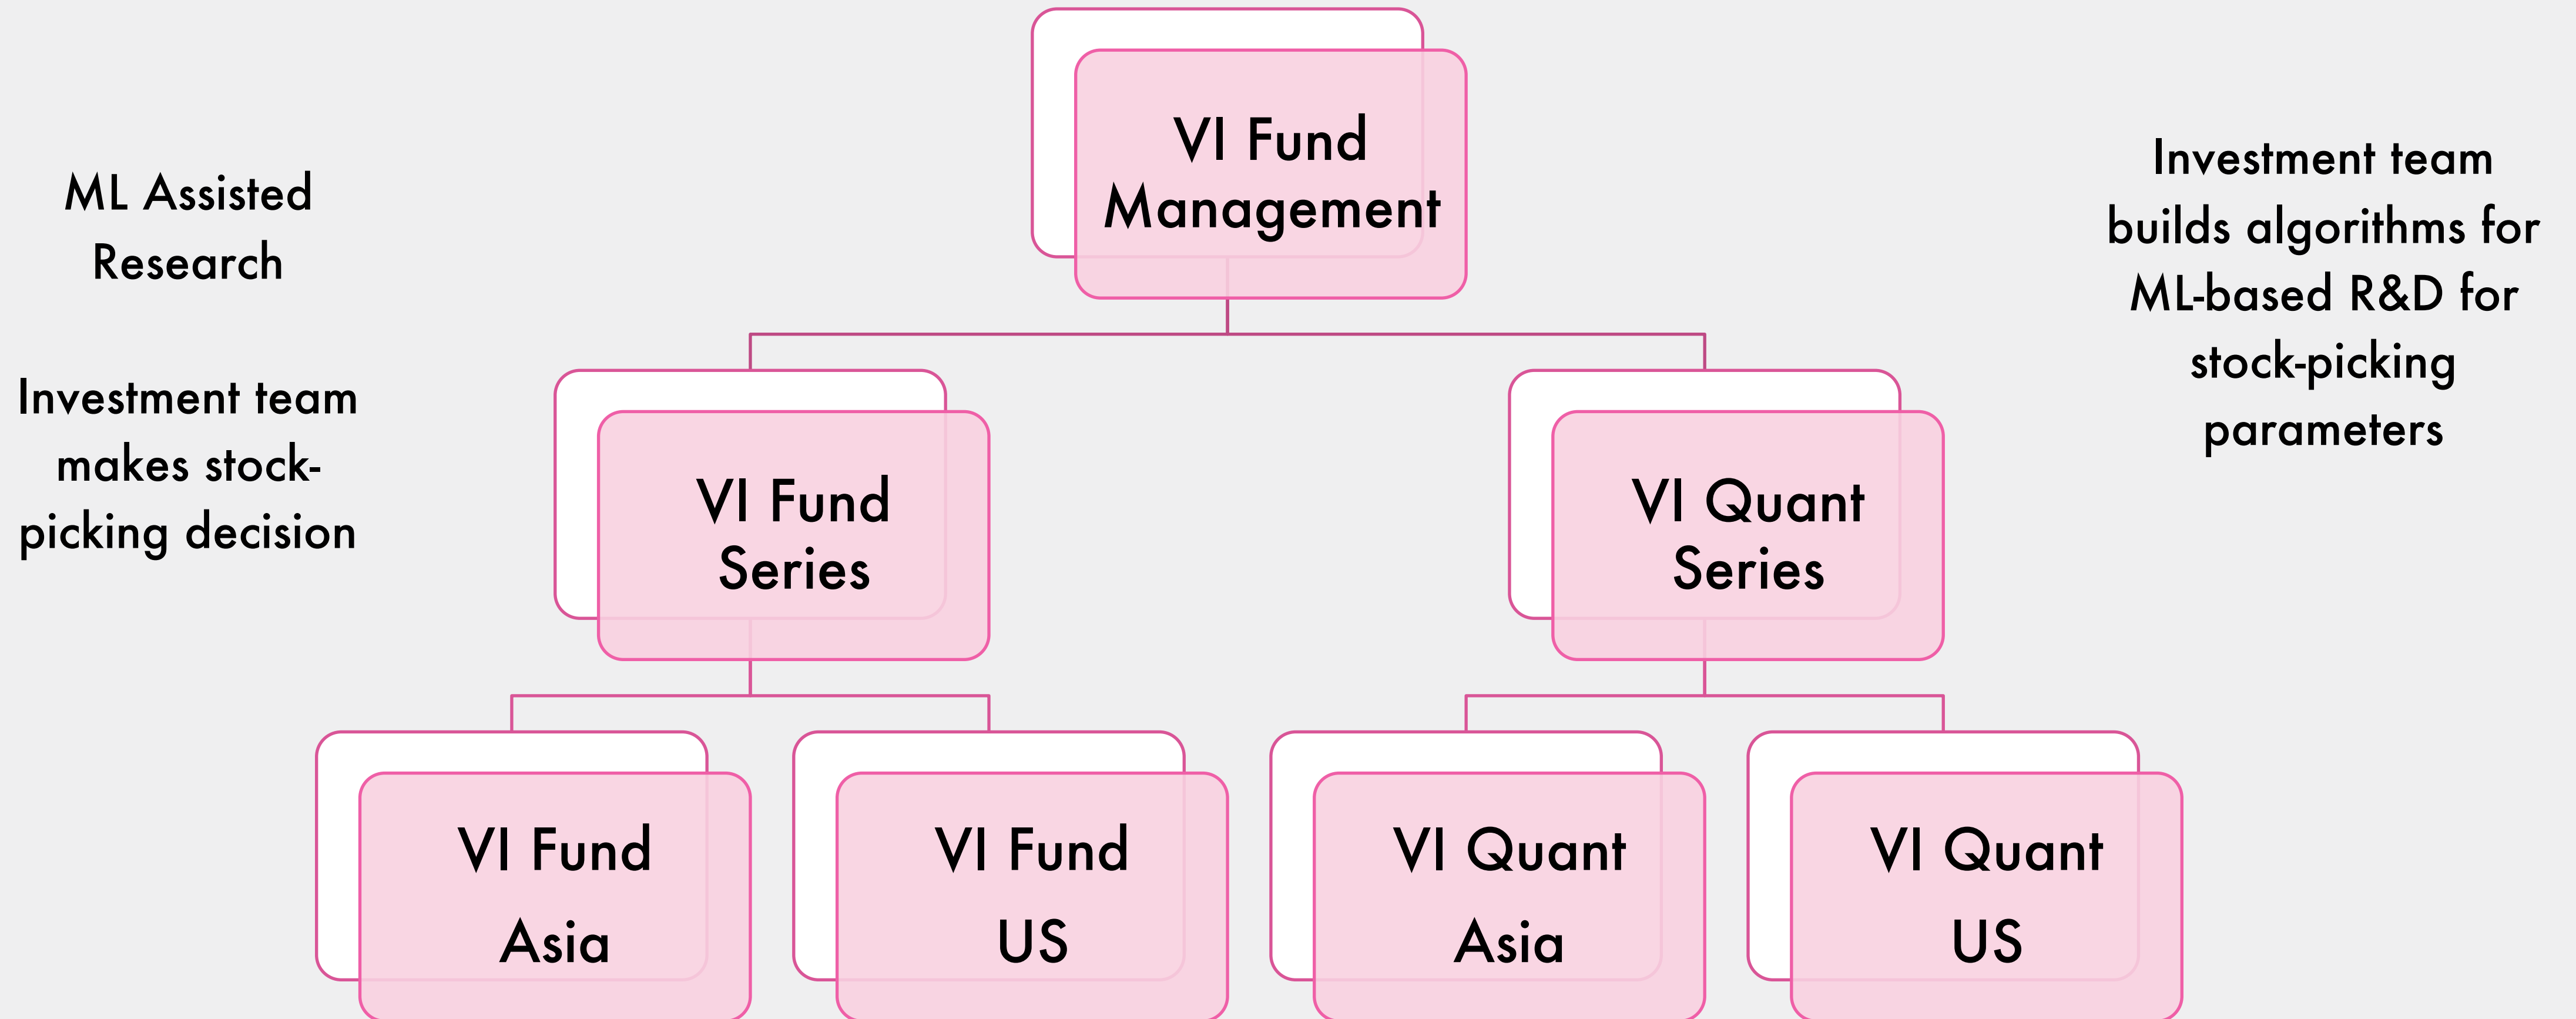 VI Fund
Management
ML Assisted
Research
Investment team
makes stock-
picking decision
Investment team
builds algorithms for
ML-based R&D for
stock-picking
parameters
VI Fund
Series
VI Quant
Series
VI Fund
Asia
VI Fund
US
VI Quant
Asia
VI Quant
US